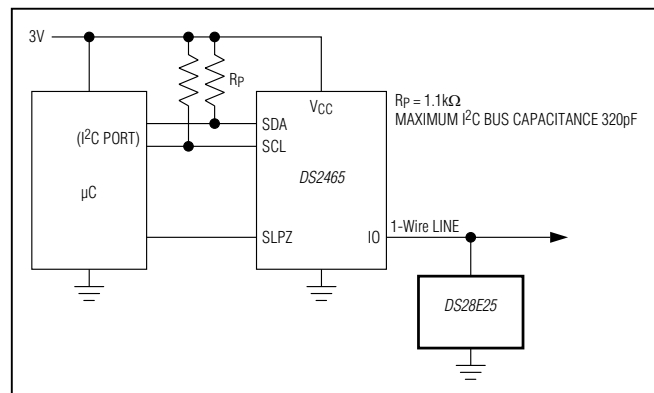 3V
RP
VCC
RP = 1.1kΩ
MAXIMUM I²C BUS CAPACITANCE 320pF
(I²C PORT)
SDA
SCL
µC
DS2465
SLPZ
IO
1-Wire LINE
DS28E25